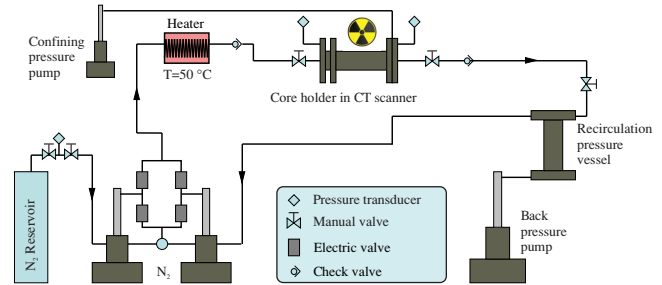 Heater
Confining
pressure
pump
T=50 °C
Core holder in CT scanner
Recirculation
pressure
vessel
N2 Reservoir
N2
Pressure transducer
Manual valve
Electric valve
Check valve
Back
pressure
pump